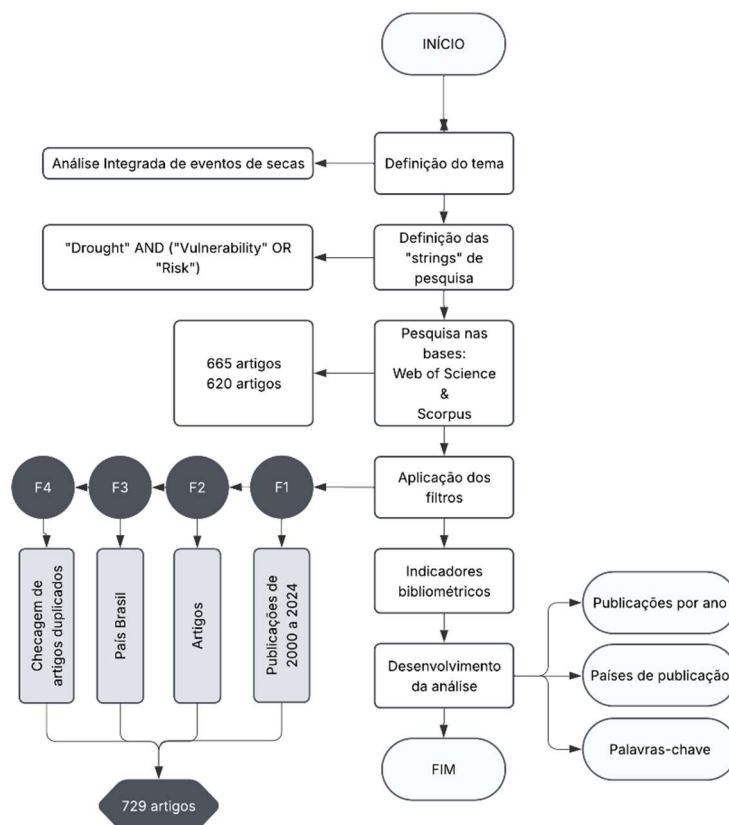 INÍCIO
Análise Integrada de eventos de secas
Definição do tema
"Drought" AND ("Vulnerability" OR
"Risk")
Definição das
"strings" de
pesquisa
665 artigos
620 artigos
Pesquisa nas
bases:
Web of Science
&
Scorpus
F4
F3
F2
F1
Aplicação dos
filtros
Checagem de
artigos duplicados
País Brasil
Artigos
Publicações de
2000 a 2024
Indicadores
bibliométricos
Desenvolvimento
da análise
Publicações por ano
Países de publicação
Palavras-chave
FIM
729 artigos